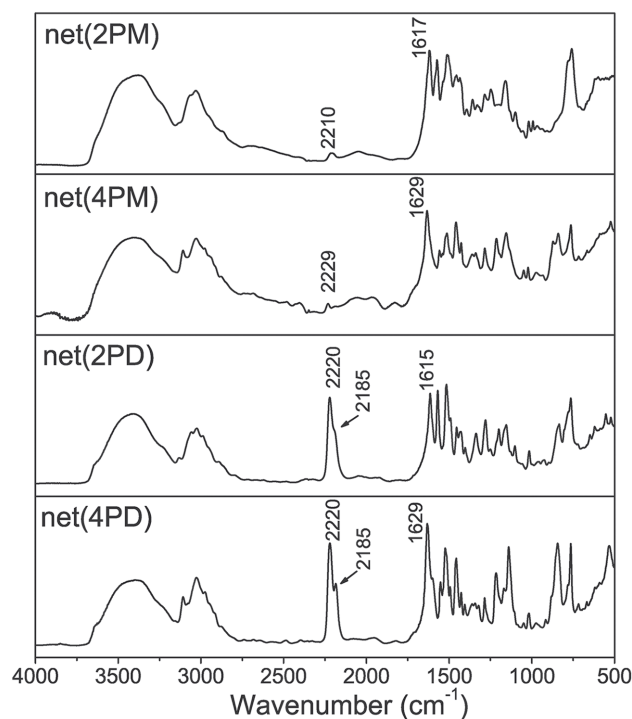 net(2PM)
1617
2210
net(4PM)
1629
2229
net(2PD)
2220
2185
1615
net(4PD)
2220
2185
1629
4000 3500 3000 2500 2000 1500 1000 500
Wavenumber (cm⁻¹)